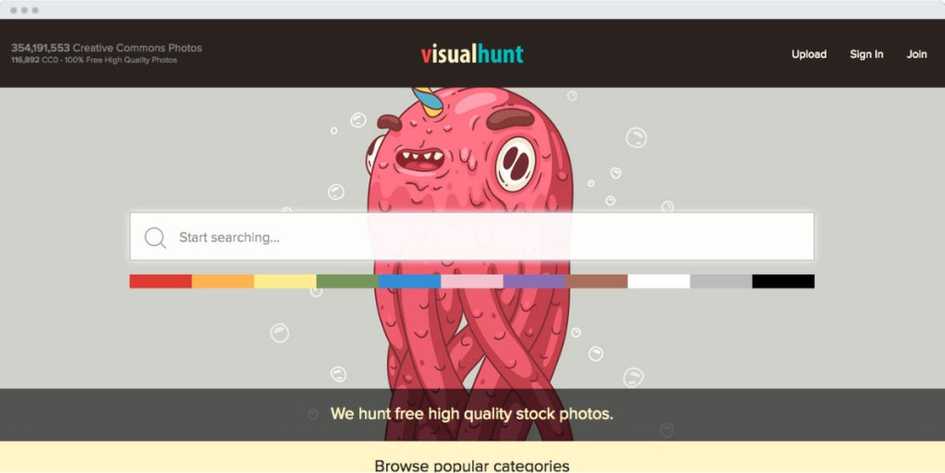 354,191,553 Creative Commons Photos
116,892 CC0 - 100% Free High Quality Photos
visualhunt
Upload Sign In Join
Start searching...
We hunt free high quality stock photos.
Browse popular categories